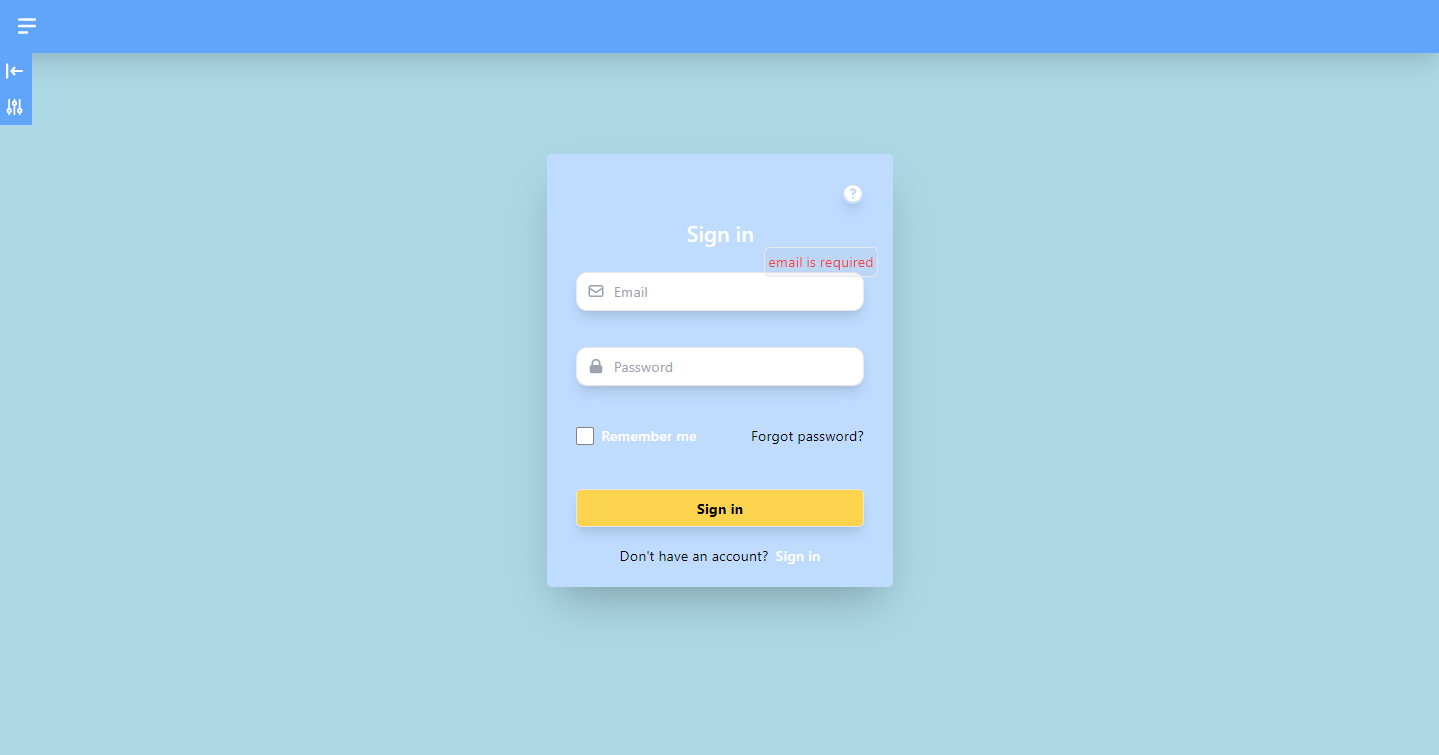 Sign in
email is required
Email
Password
Remember me Forgot password?
Sign in
Don't have an account? Sign in